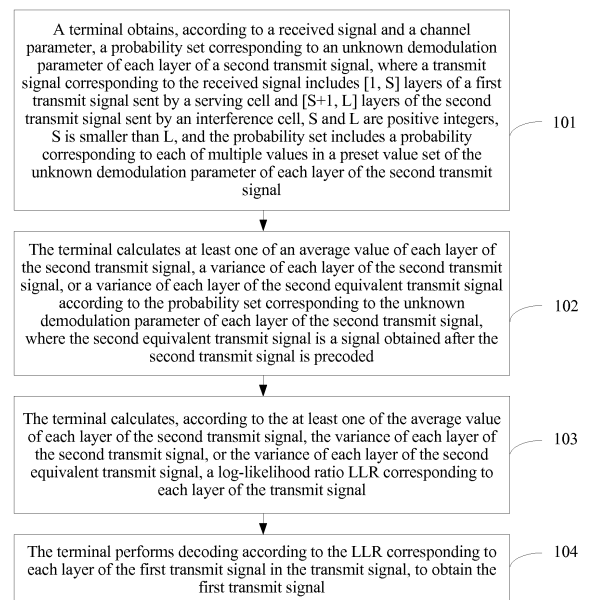 A terminal obtains, according to a received signal and a channel
parameter, a probability set corresponding to an unknown demodulation
parameter of each layer of a second transmit signal, where a transmit
signal corresponding to the received signal includes [1, S] layers of a first
transmit signal sent by a serving cell and [S+1, L] layers of the second
transmit signal sent by an interference cell, S and L are positive integers,
S is smaller than L, and the probability set includes a probability
corresponding to each of multiple values in a preset value set of the
unknown demodulation parameter of each layer of the second transmit
signal
101
The terminal calculates at least one of an average value of each layer of
the second transmit signal, a variance of each layer of the second transmit
signal, or a variance of each layer of the second equivalent transmit signal
according to the probability set corresponding to the unknown
demodulation parameter of each layer of the second transmit signal,
where the second equivalent transmit signal is a signal obtained after the
second transmit signal is precoded
102
The terminal calculates, according to the at least one of the average value
of each layer of the second transmit signal, the variance of each layer of
the second transmit signal, or the variance of each layer of the second
equivalent transmit signal, a log-likelihood ratio LLR corresponding to
each layer of the transmit signal
103
The terminal performs decoding according to the LLR corresponding to
each layer of the first transmit signal in the transmit signal, to obtain the
first transmit signal
104